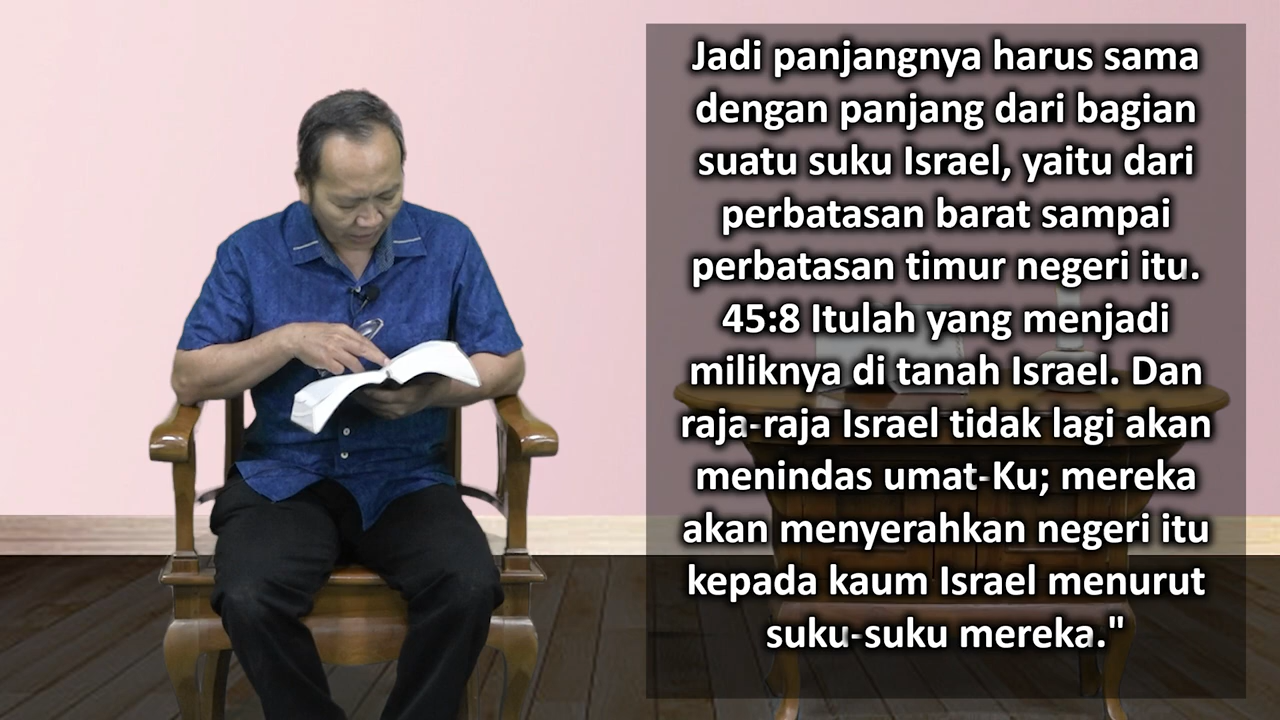 Jadi panjangnya harus sama
dengan panjang dari bagian
suatu suku Israel, yaitu dari
perbatasan barat sampai
perbatasan timur negeri itu.
45:8 Itulah yang menjadi
miliknya di tanah Israel. Dan
raja-raja Israel tidak lagi akan
menindas umat-Ku; mereka
akan menyerahkan negeri itu
kepada kaum Israel menurut
suku-suku mereka."